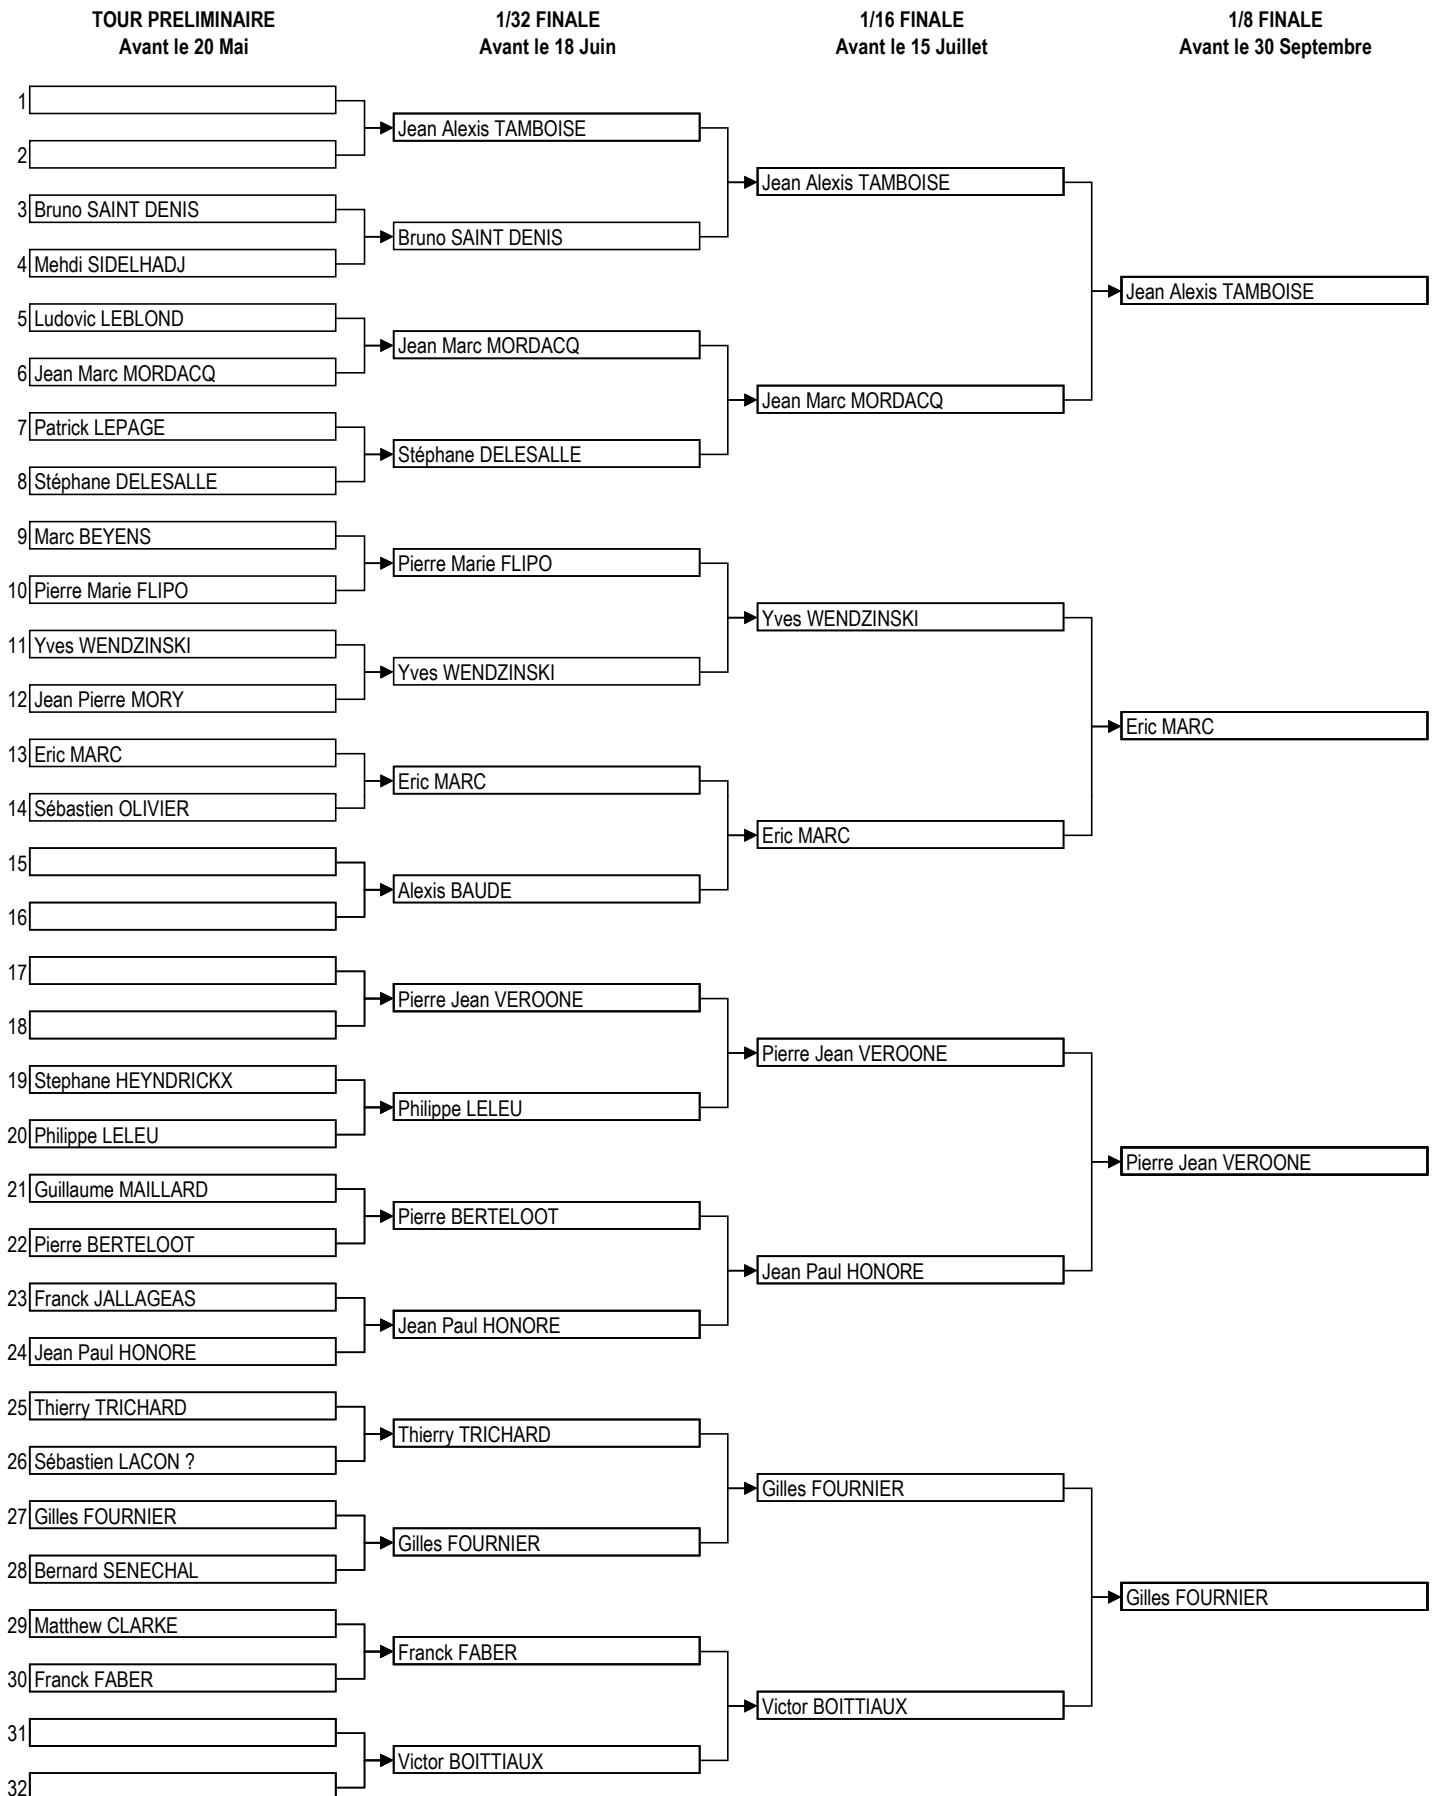 TOUR PRELIMINAIRE
Avant le 20 Mai
1/32 FINALE
Avant le 18 Juin
1/16 FINALE
Avant le 15 Juillet
1/8 FINALE
Avant le 30 Septembre
1
2
3 Bruno SAINT DENIS
4 Mehdi SIDELHADJ
5 Ludovic LEBLOND
6 Jean Marc MORDACQ
7 Patrick LEPAGE
8 Stéphane DELESALLE
9 Marc BEYENS
10 Pierre Marie FLIPO
11 Yves WENDZINSKI
12 Jean Pierre MORY
13 Eric MARC
14 Sébastien OLIVIER
15
16
17
18
19 Stephane HEYNDRICKX
20 Philippe LELEU
21 Guillaume MAILLARD
22 Pierre BERTELOOT
23 Franck JALLAGEAS
24 Jean Paul HONORE
25 Thierry TRICHARD
26 Sébastien LACON ?
27 Gilles FOURNIER
28 Bernard SENECHAL
29 Matthew CLARKE
30 Franck FABER
31
32
Jean Alexis TAMBOISE
Bruno SAINT DENIS
Jean Marc MORDACQ
Stéphane DELESALLE
Pierre Marie FLIPO
Yves WENDZINSKI
Eric MARC
Alexis BAUDE
Pierre Jean VEROONE
Philippe LELEU
Pierre BERTELOOT
Jean Paul HONORE
Thierry TRICHARD
Gilles FOURNIER
Franck FABER
Victor BOITTIAUX
Jean Alexis TAMBOISE
Jean Marc MORDACQ
Yves WENDZINSKI
Eric MARC
Pierre Jean VEROONE
Jean Paul HONORE
Gilles FOURNIER
Victor BOITTIAUX
Jean Alexis TAMBOISE
Eric MARC
Pierre Jean VEROONE
Gilles FOURNIER